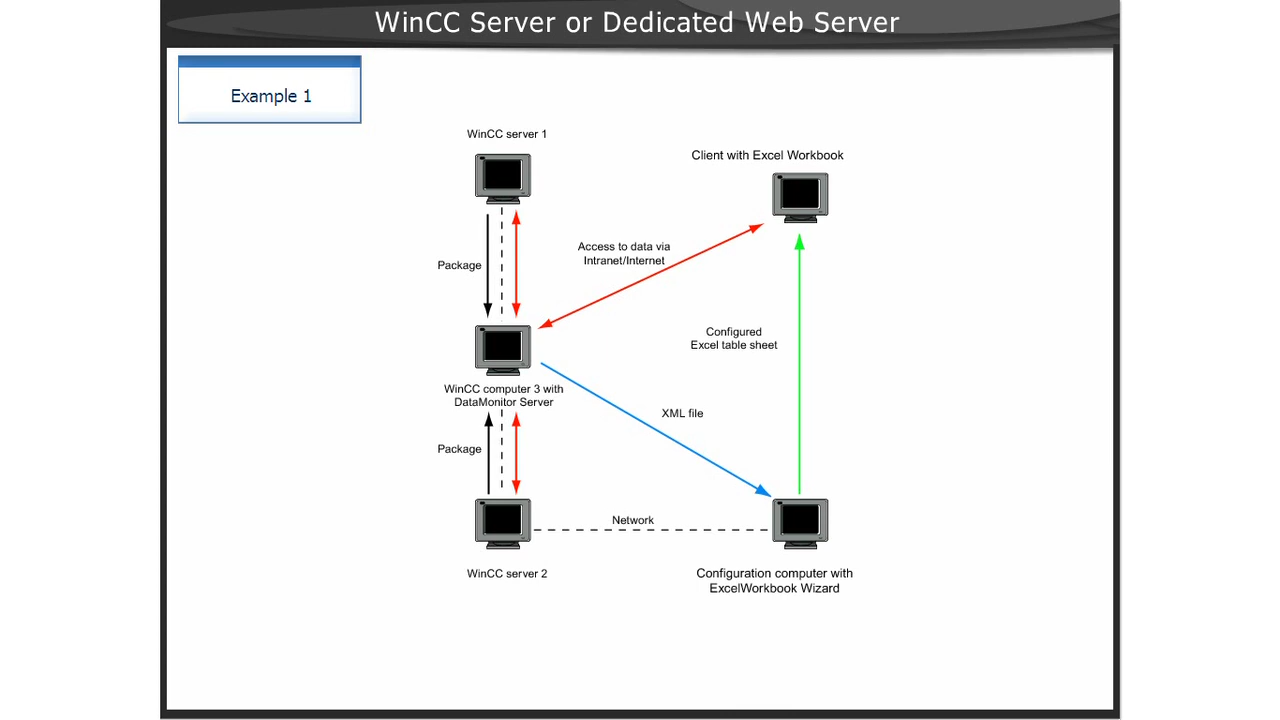 WinCC Server or Dedicated Web Server
Example 1
WinCC server 1
Client with Excel Workbook
Access to data via
Intranet/Internet
Package
Configured
Excel table sheet
WinCC computer 3 with
DataMonitor Server
XML file
Package
Network
WinCC server 2
Configuration computer with
ExcelWorkbook Wizard